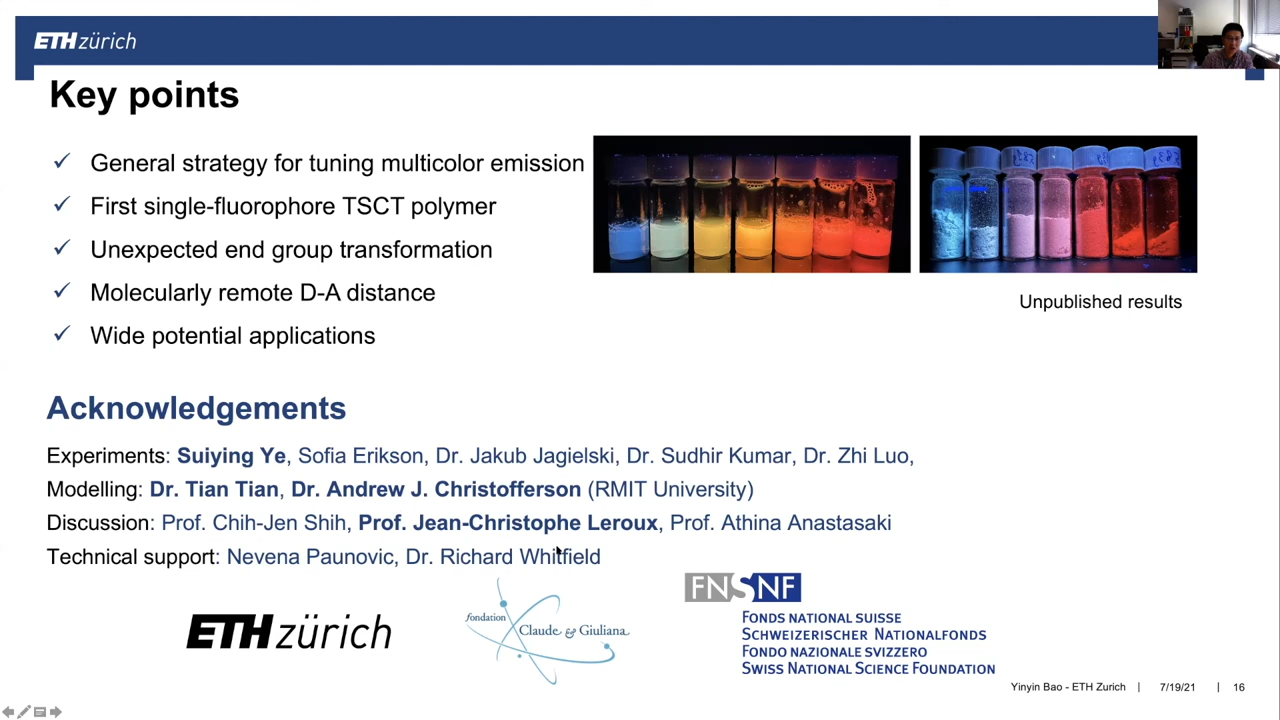 ETH zürich
Key points
General strategy for tuning multicolor emission
First single-fluorophore TSCT polymer
Unexpected end group transformation
Molecularly remote D-A distance
Wide potential applications
Unpublished results
Acknowledgements
Experiments: Suiying Ye, Sofia Erikson, Dr. Jakub Jagielski, Dr. Sudhir Kumar, Dr. Zhi Luo,
Modelling: Dr. Tian Tian, Dr. Andrew J. Christofferson (RMIT University)
Discussion: Prof. Chih-Jen Shih, Prof. Jean-Christophe Leroux, Prof. Athina Anastasaki
Technical support: Nevena Paunovic, Dr. Richard Whitfield
ETH zürich
fondation
Claude & Giuliana
FNSNF
FONDS NATIONAL SUISSE
SCHWEIZERISCHER NATIONALFONDS
FONDO NAZIONALE SVIZZERO
SWISS NATIONAL SCIENCE FOUNDATION
Yinyin Bao - ETH Zurich | 7/19/21 | 16